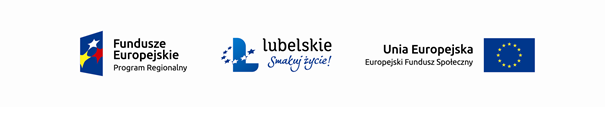 Fundusze
Europejskie
Program Regionalny
lubelskie
Smakuj życie!
Unia Europejska
Europejski Fundusz Społeczny